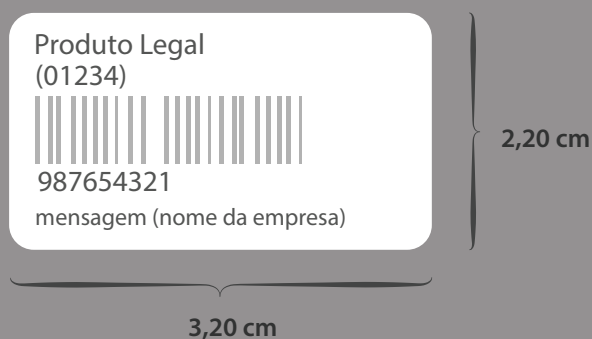 Produto Legal
(01234)
987654321
mensagem (nome da empresa)
2,20 cm
3,20 cm